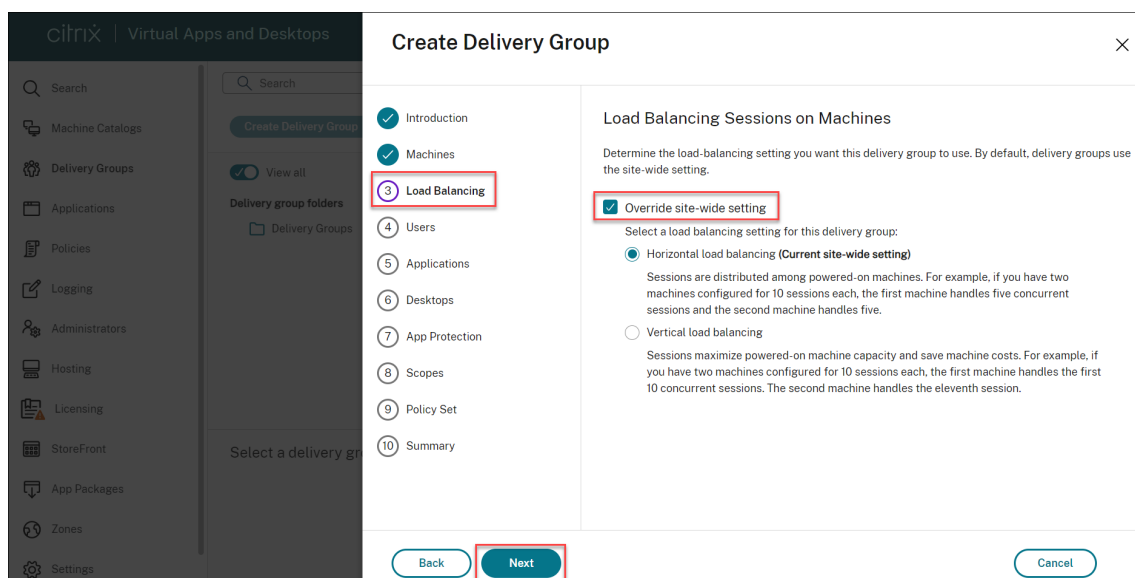 citrix | Virtual Apps and Desktops
Search
Machine Catalogs
Delivery Groups
Applications
Policies
Logging
Administrators
Hosting
Licensing
StoreFront
App Packages
Zones
Settings
Search
Create Delivery Group
View all
Delivery group folders
Delivery Groups
Select a delivery gr
Create Delivery Group
Introduction
Machines
3 Load Balancing
4 Users
5 Applications
6 Desktops
7 App Protection
8 Scopes
9 Policy Set
10 Summary
Load Balancing Sessions on Machines
Determine the load-balancing setting you want this delivery group to use. By default, delivery groups use
the site-wide setting.
Override site-wide setting
Select a load balancing setting for this delivery group:
Horizontal load balancing (Current site-wide setting)
Sessions are distributed among powered-on machines. For example, if you have two
machines configured for 10 sessions each, the first machine handles five concurrent
sessions and the second machine handles five.
Vertical load balancing
Sessions maximize powered-on machine capacity and save machine costs. For example, if
you have two machines configured for 10 sessions each, the first machine handles the first
10 concurrent sessions. The second machine handles the eleventh session.
Back
Next
Cancel